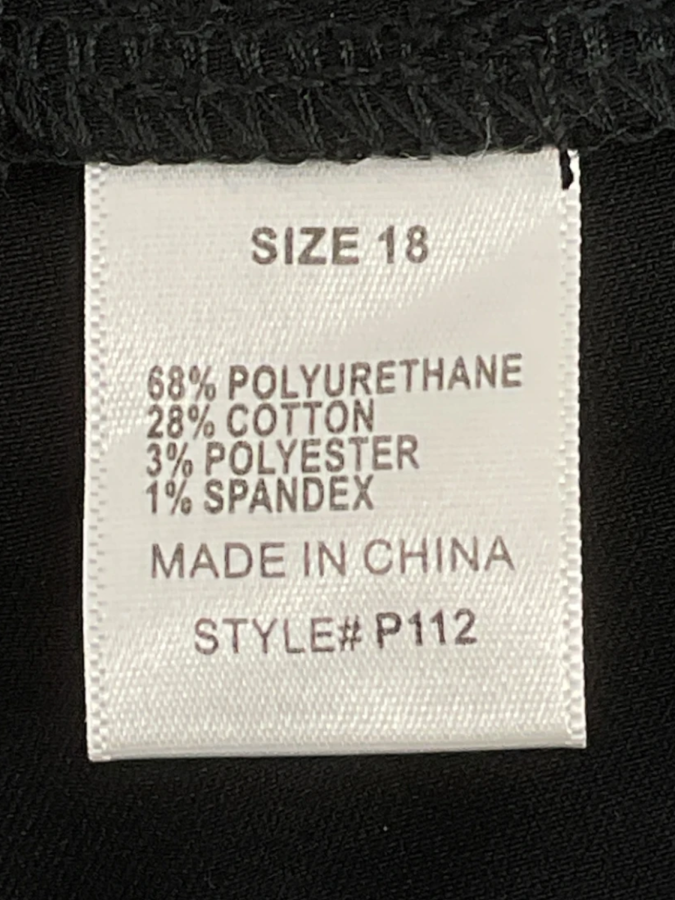 SIZE 18
68% POLYURETHANE
28% COTTON
3% POLYESTER
1% SPANDEX
MADE IN CHINA
STYLE# P112